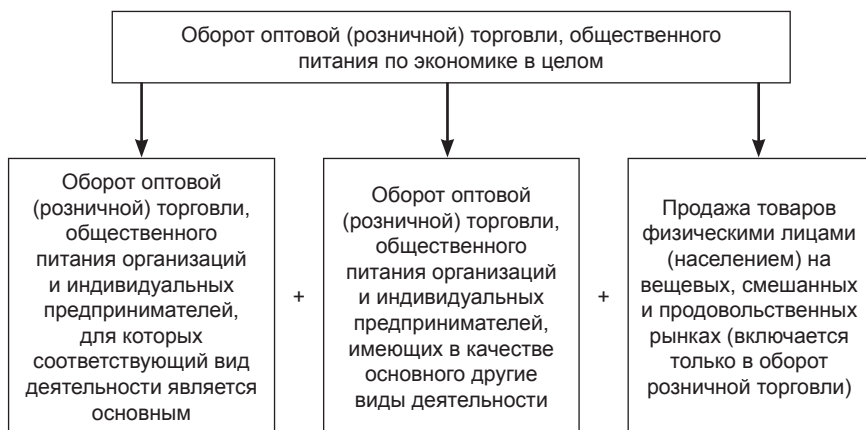 Оборот оптовой (розничной) торговли, общественного
питания по экономике в целом
Оборот оптовой
(розничной) торговли,
общественного
питания организаций
и индивидуальных
предпринимателей,
для которых
соответствующий вид
деятельности является
основным
+
Оборот оптовой
(розничной) торговли,
общественного
питания организаций
и индивидуальных
предпринимателей,
имеющих в качестве
основного другие
виды деятельности
+
Продажа товаров
физическими лицами
(населением) на
вещевых, смешанных
и продовольственных
рынках (включается
только в оборот
розничной торговли)